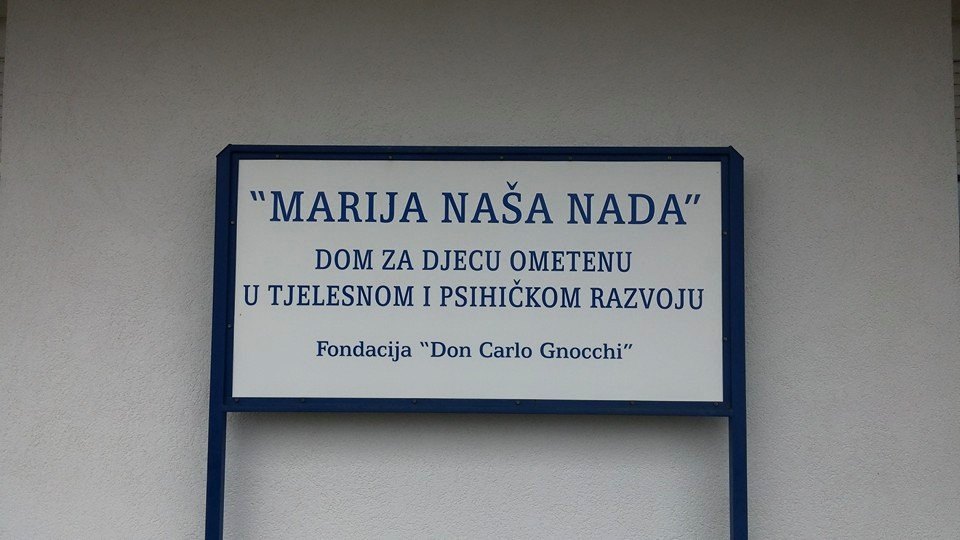 "MARIJA NAŠA NADA"
DOM ZA DJECU OMETENU
U TJELESNOM I PSIHIČKOM RAZVOJU
Fondacija "Don Carlo Gnocchi"